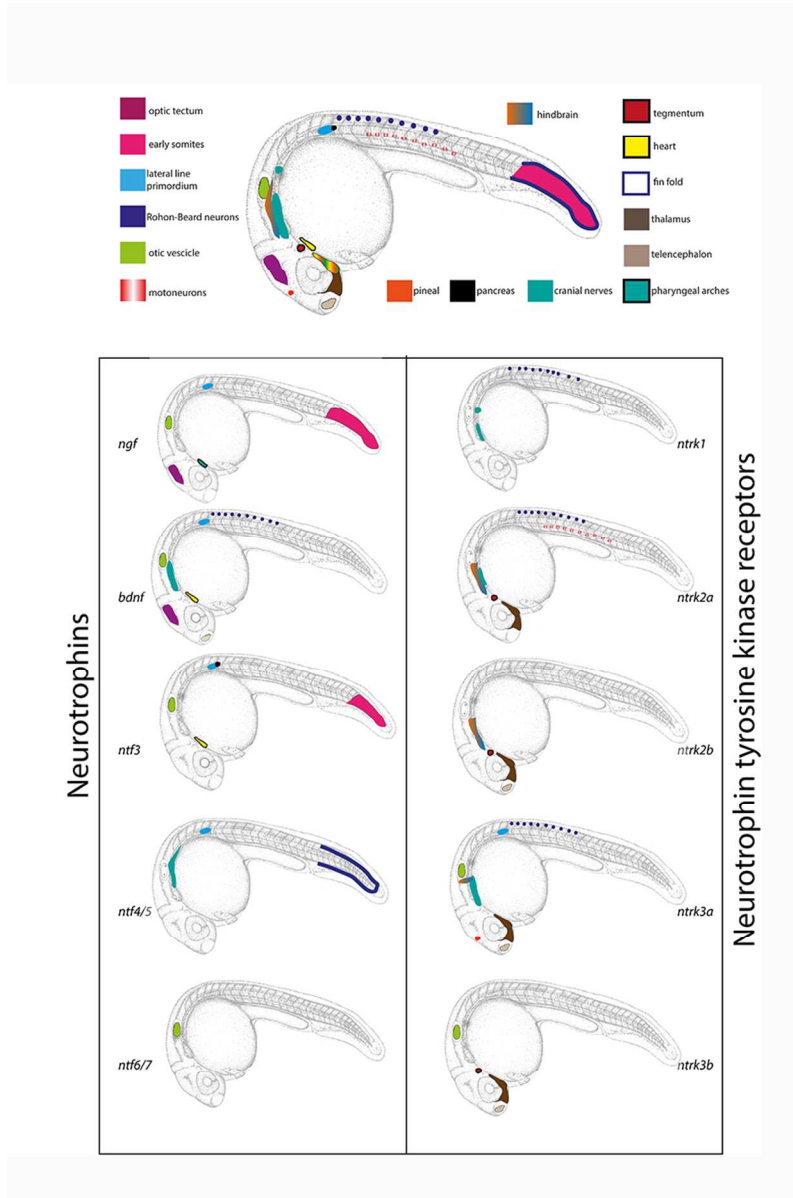 optic tectum
early somites
lateral line
primordium
Rohon-Beard neurons
otic vescicle
motoneurons
hindbrain
tegmentum
heart
fin fold
thalamus
telencephalon
pineal
pancreas
cranial nerves
pharyngeal arches
Neurotrophins
ngf
bdnf
ntf3
ntf4/5
ntf6/7
ntrk1
ntrk2a
ntrk2b
ntrk3a
ntrk3b
Neurotrophin tyrosine kinase receptors